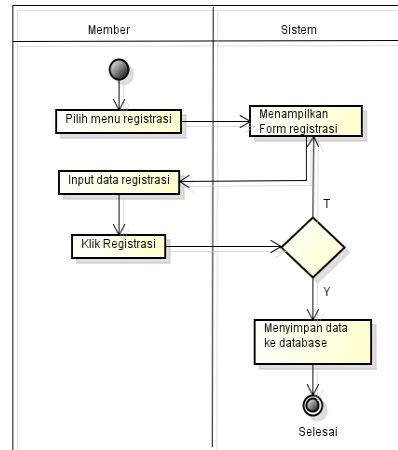 Member
Sistem
Pilih menu registrasi
Menampilkan
Form registrasi
Input data registrasi
Klik Registrasi
T
Y
Menyimpan data
ke database
Selesai